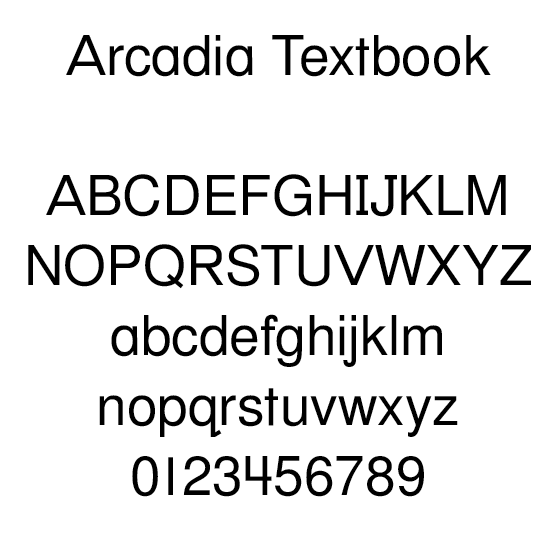 Arcadia Textbook
ABCDEFGHIJKLM
NOPQRSTUVWXYZ
abcdefghijklm
nopqrstuvwxyz
0123456789